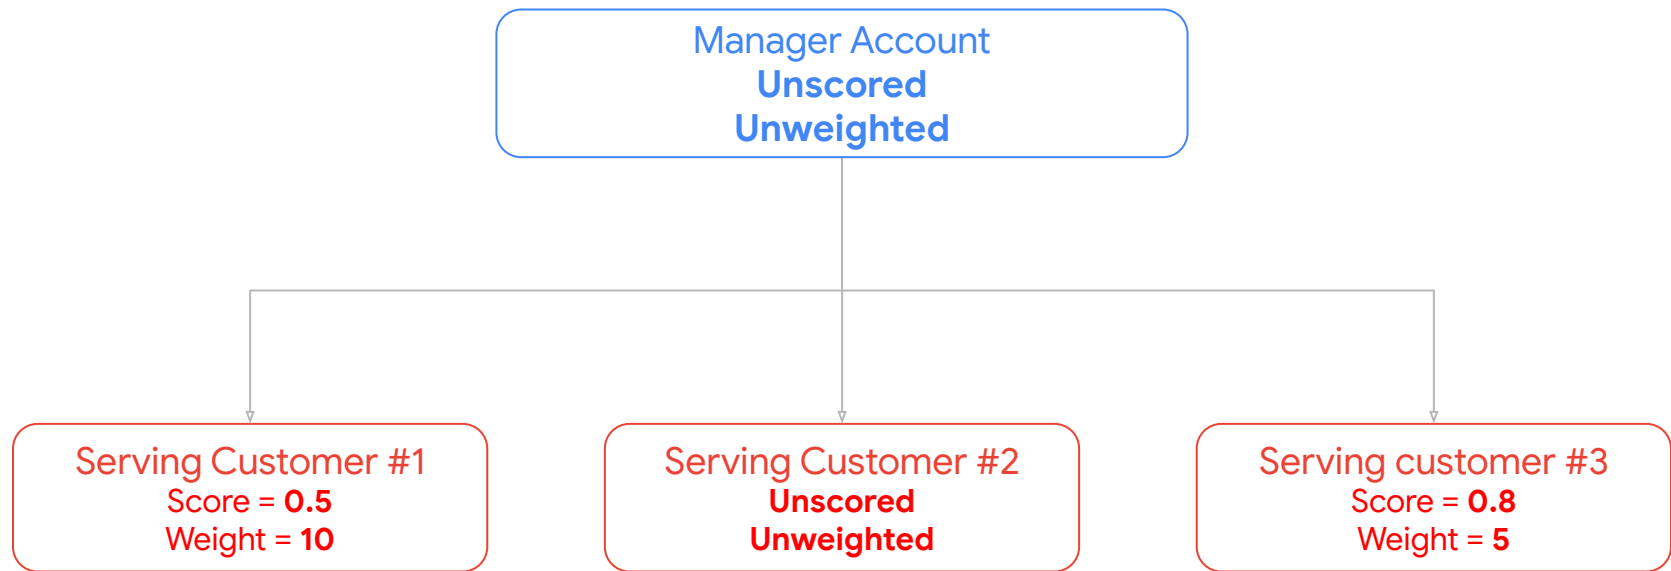 Manager Account
Unscored
Unweighted
Serving Customer #1
Score = 0.5
Weight = 10
Serving Customer #2
Unscored
Unweighted
Serving customer #3
Score = 0.8
Weight = 5